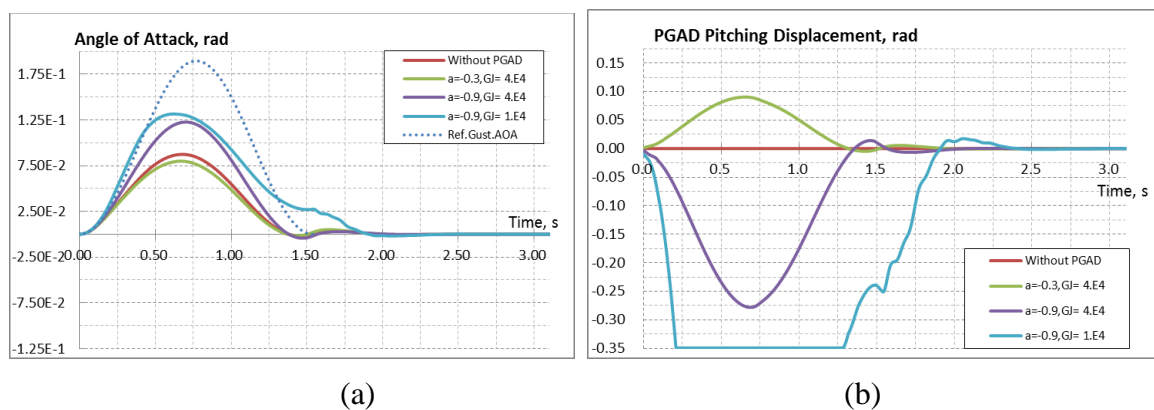 Angle of Attack, rad
1.75E-1
1.25E-1
7.50E-2
2.50E-2
-2.50E-2
-7.50E-2
-1.25E-1
0.00 0.50 1.00 1.50 2.00 2.50 3.00
Time, s
Without PGAD
a=-0.3,GJ= 4.E4
a=-0.9,GJ= 4.E4
a=-0.9,GJ= 1.E4
Ref.Gust.AOA
(a)
PGAD Pitching Displacement, rad
0.15
0.10
0.05
0.00
-0.05
-0.10
-0.15
-0.20
-0.25
-0.30
-0.35
0.0 0.5 1.0 1.5 2.0 2.5 3.0
Time, s
Without PGAD
a=-0.3,GJ= 4.E4
a=-0.9,GJ= 4.E4
a=-0.9,GJ= 1.E4
(b)